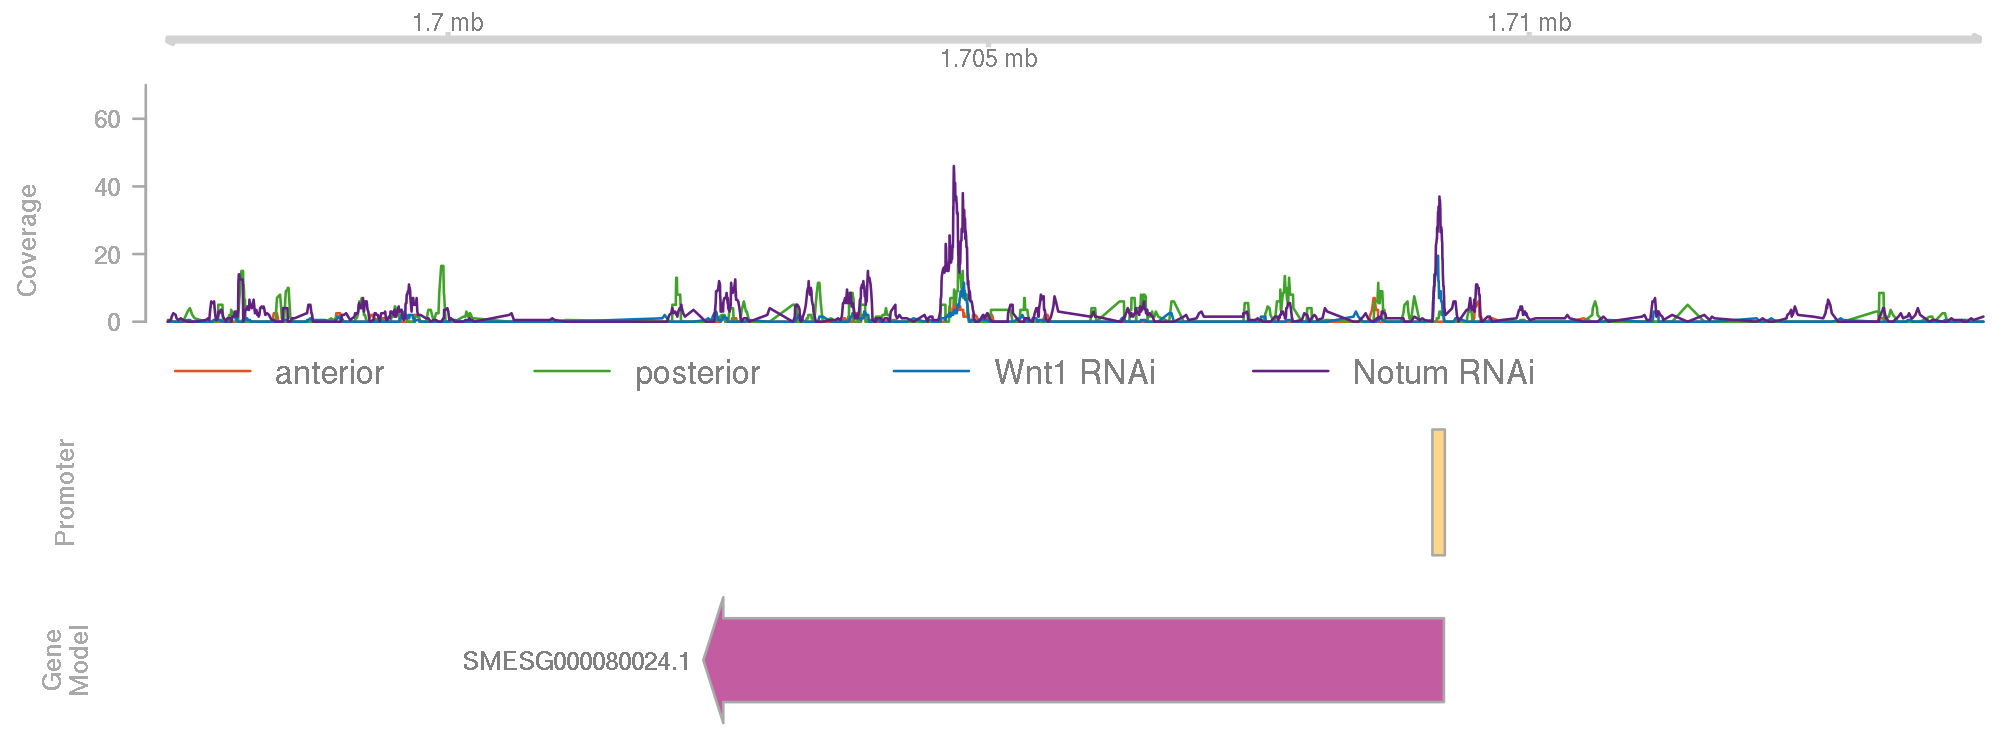 1.7 mb
1.71 mb
1.705 mb
Coverage
60
40
20
0
anterior
posterior
Wnt1 RNAi
Notum RNAi
Promoter
Gene
Model
SMESG000080024.1